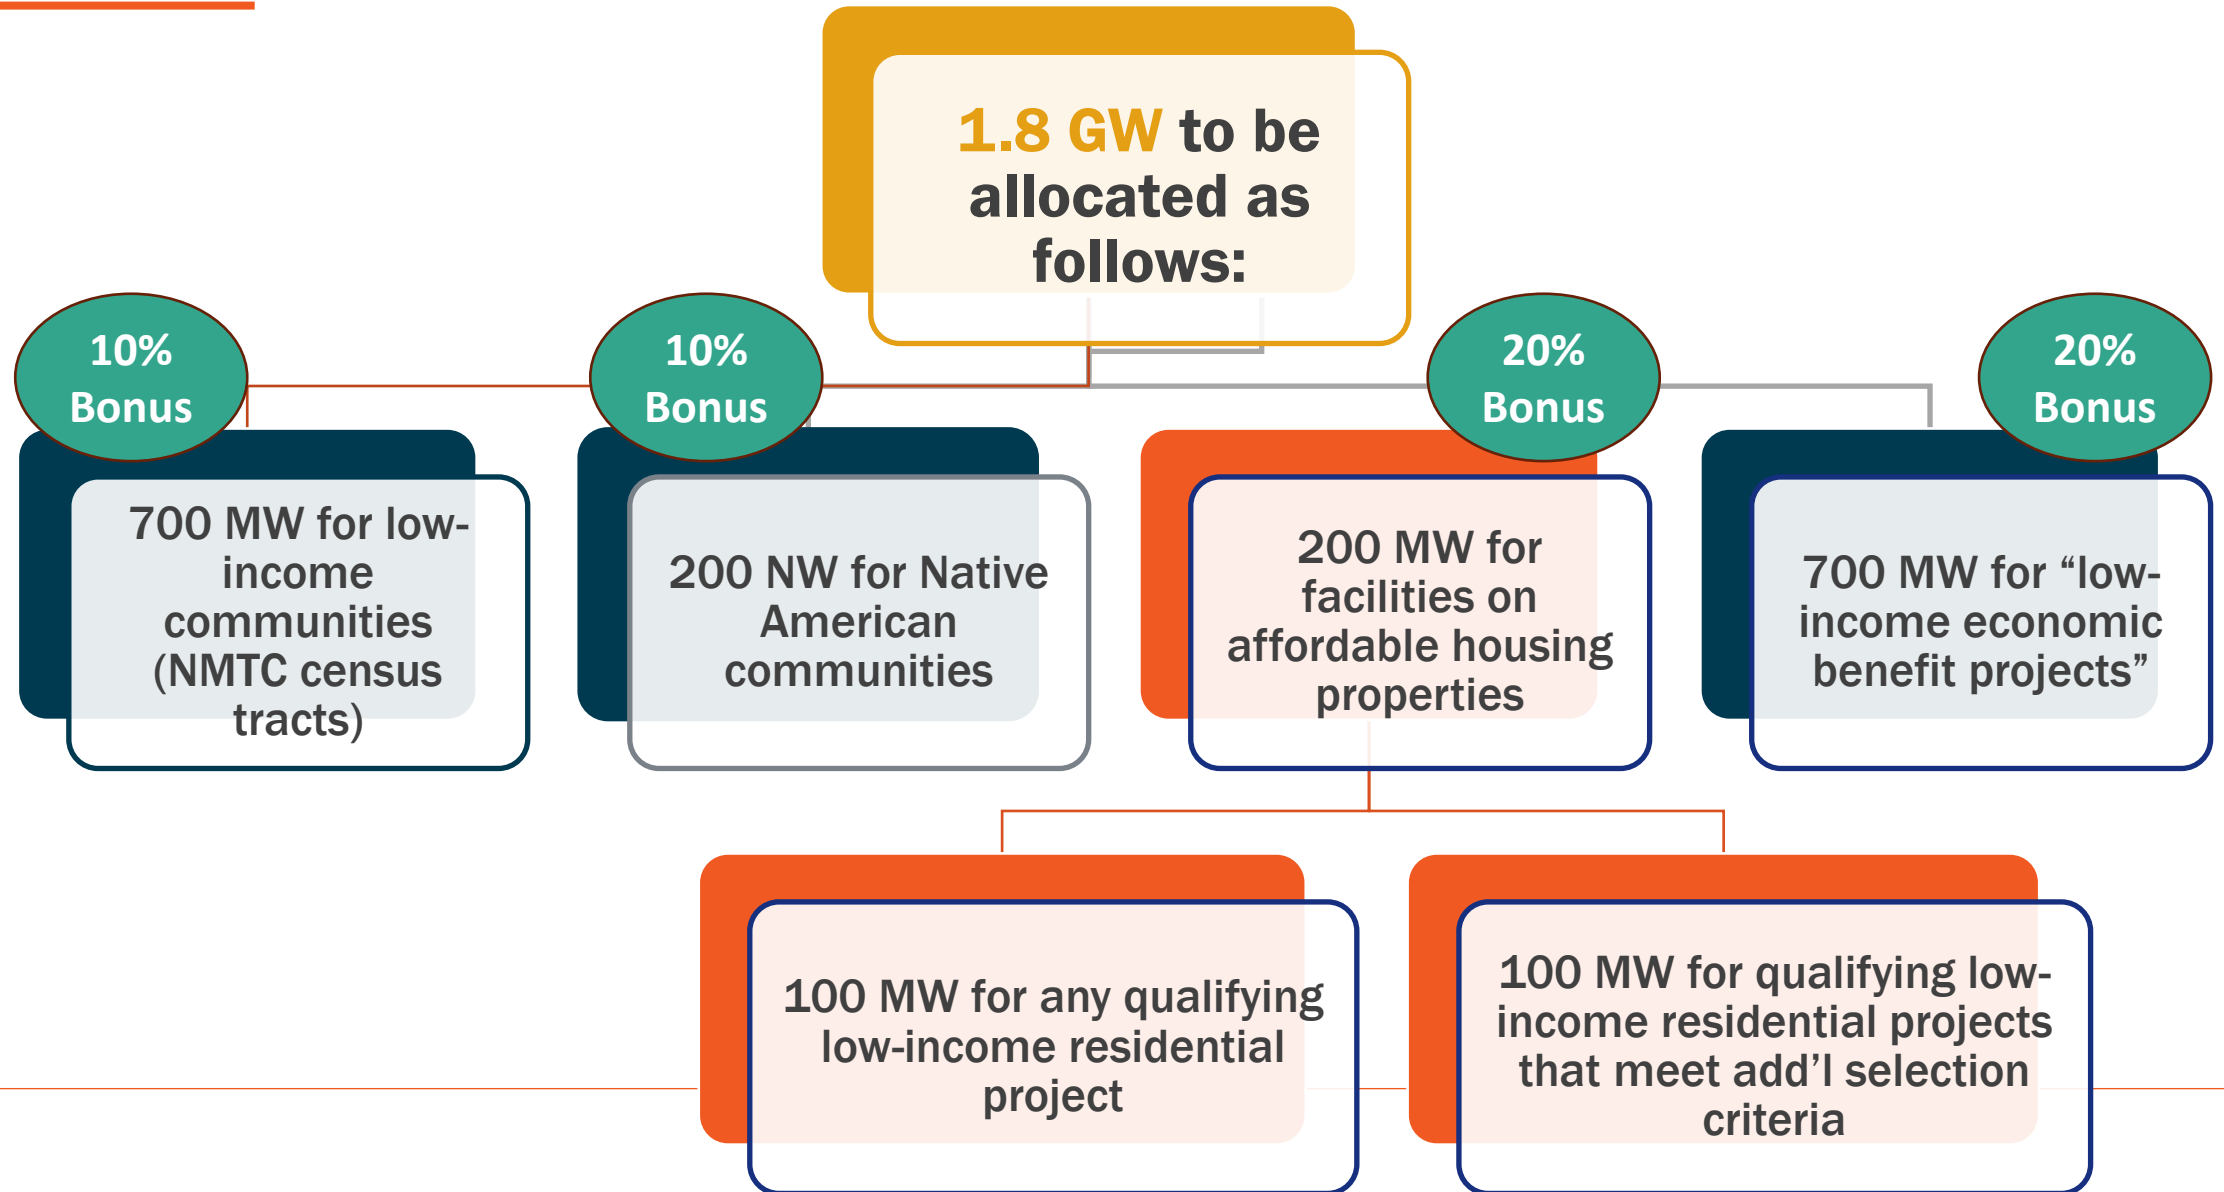 1.8 GW to be
allocated as
follows:
10%
Bonus
10%
Bonus
20%
Bonus
20%
Bonus
700 MW for low-
income
communities
(NMTC census
tracts)
200 NW for Native
American
communities
200 MW for
facilities on
affordable housing
properties
700 MW for “low-
income economic
benefit projects”
100 MW for any qualifying
low-income residential
project
100 MW for qualifying low-
income residential projects
that meet add’l selection
criteria